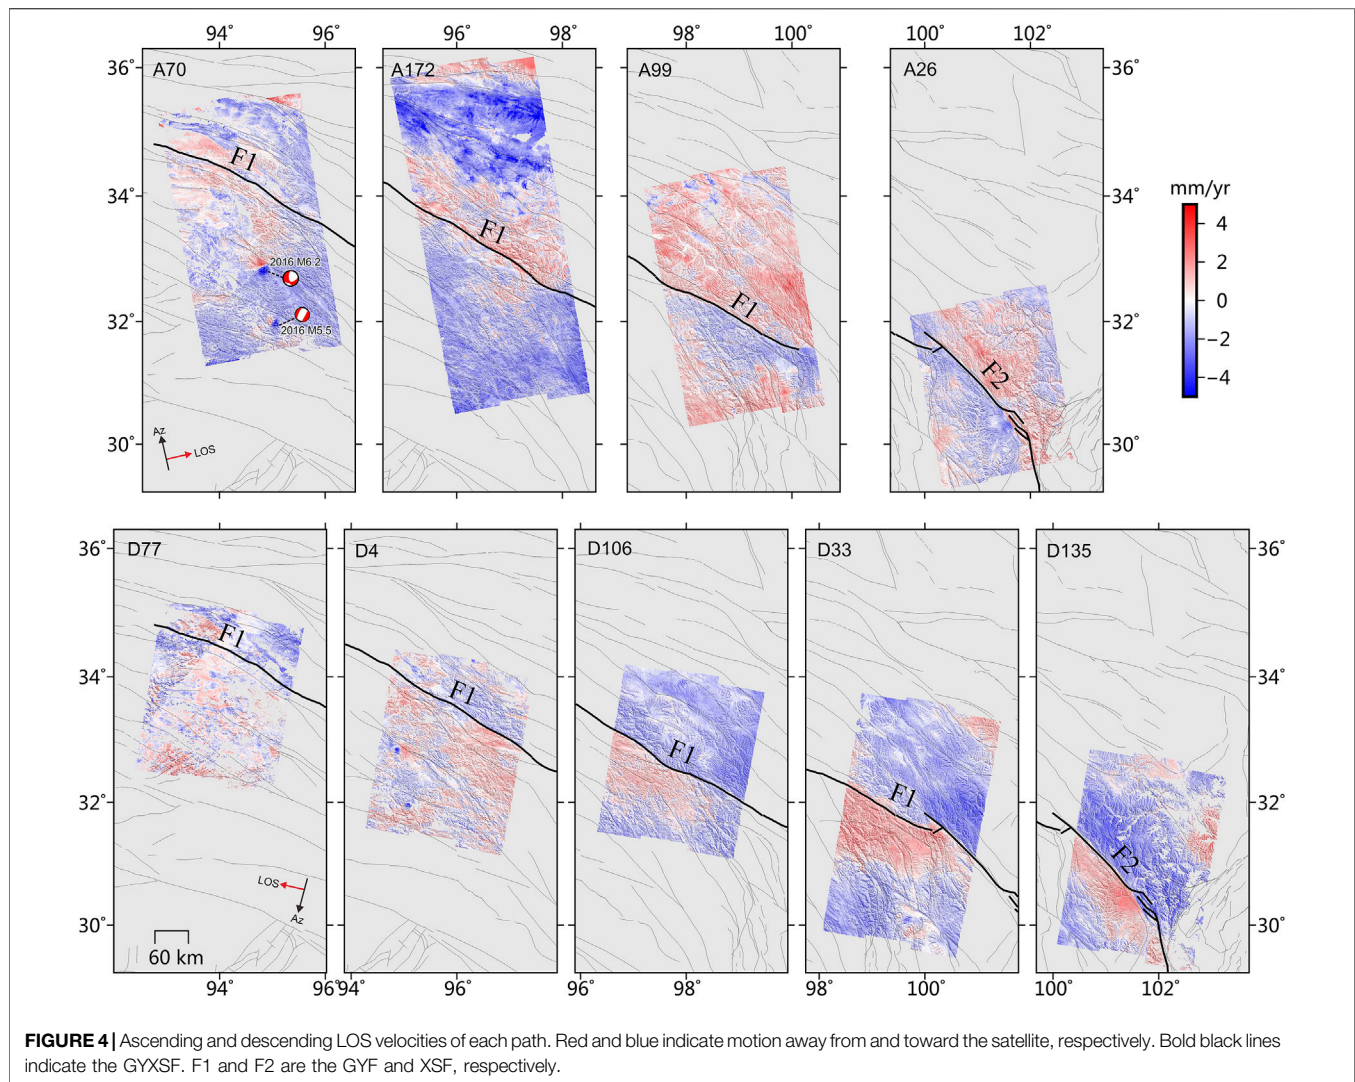 94° 96° 96° 98° 98° 100° 100° 102°
36° A70 A172 A99 A26 36°
F1
34° F1 34°
mm/yr
4
2
0
−2
−4
2016 M6.2
F1
32° 32°
2016 M5.5
F2
30° 30°
Az
LOS
D77 D4 D106 D33 D135
36° 36°
F1
34° F1 34°
F1
32° F1 32°
F2
LOS
Az
30° 30°
60 km
94° 96° 94° 96° 96° 98° 98° 100° 100° 102°
FIGURE 4 | Ascending and descending LOS velocities of each path. Red and blue indicate motion away from and toward the satellite, respectively. Bold black lines
indicate the GYXSF. F1 and F2 are the GYF and XSF, respectively.